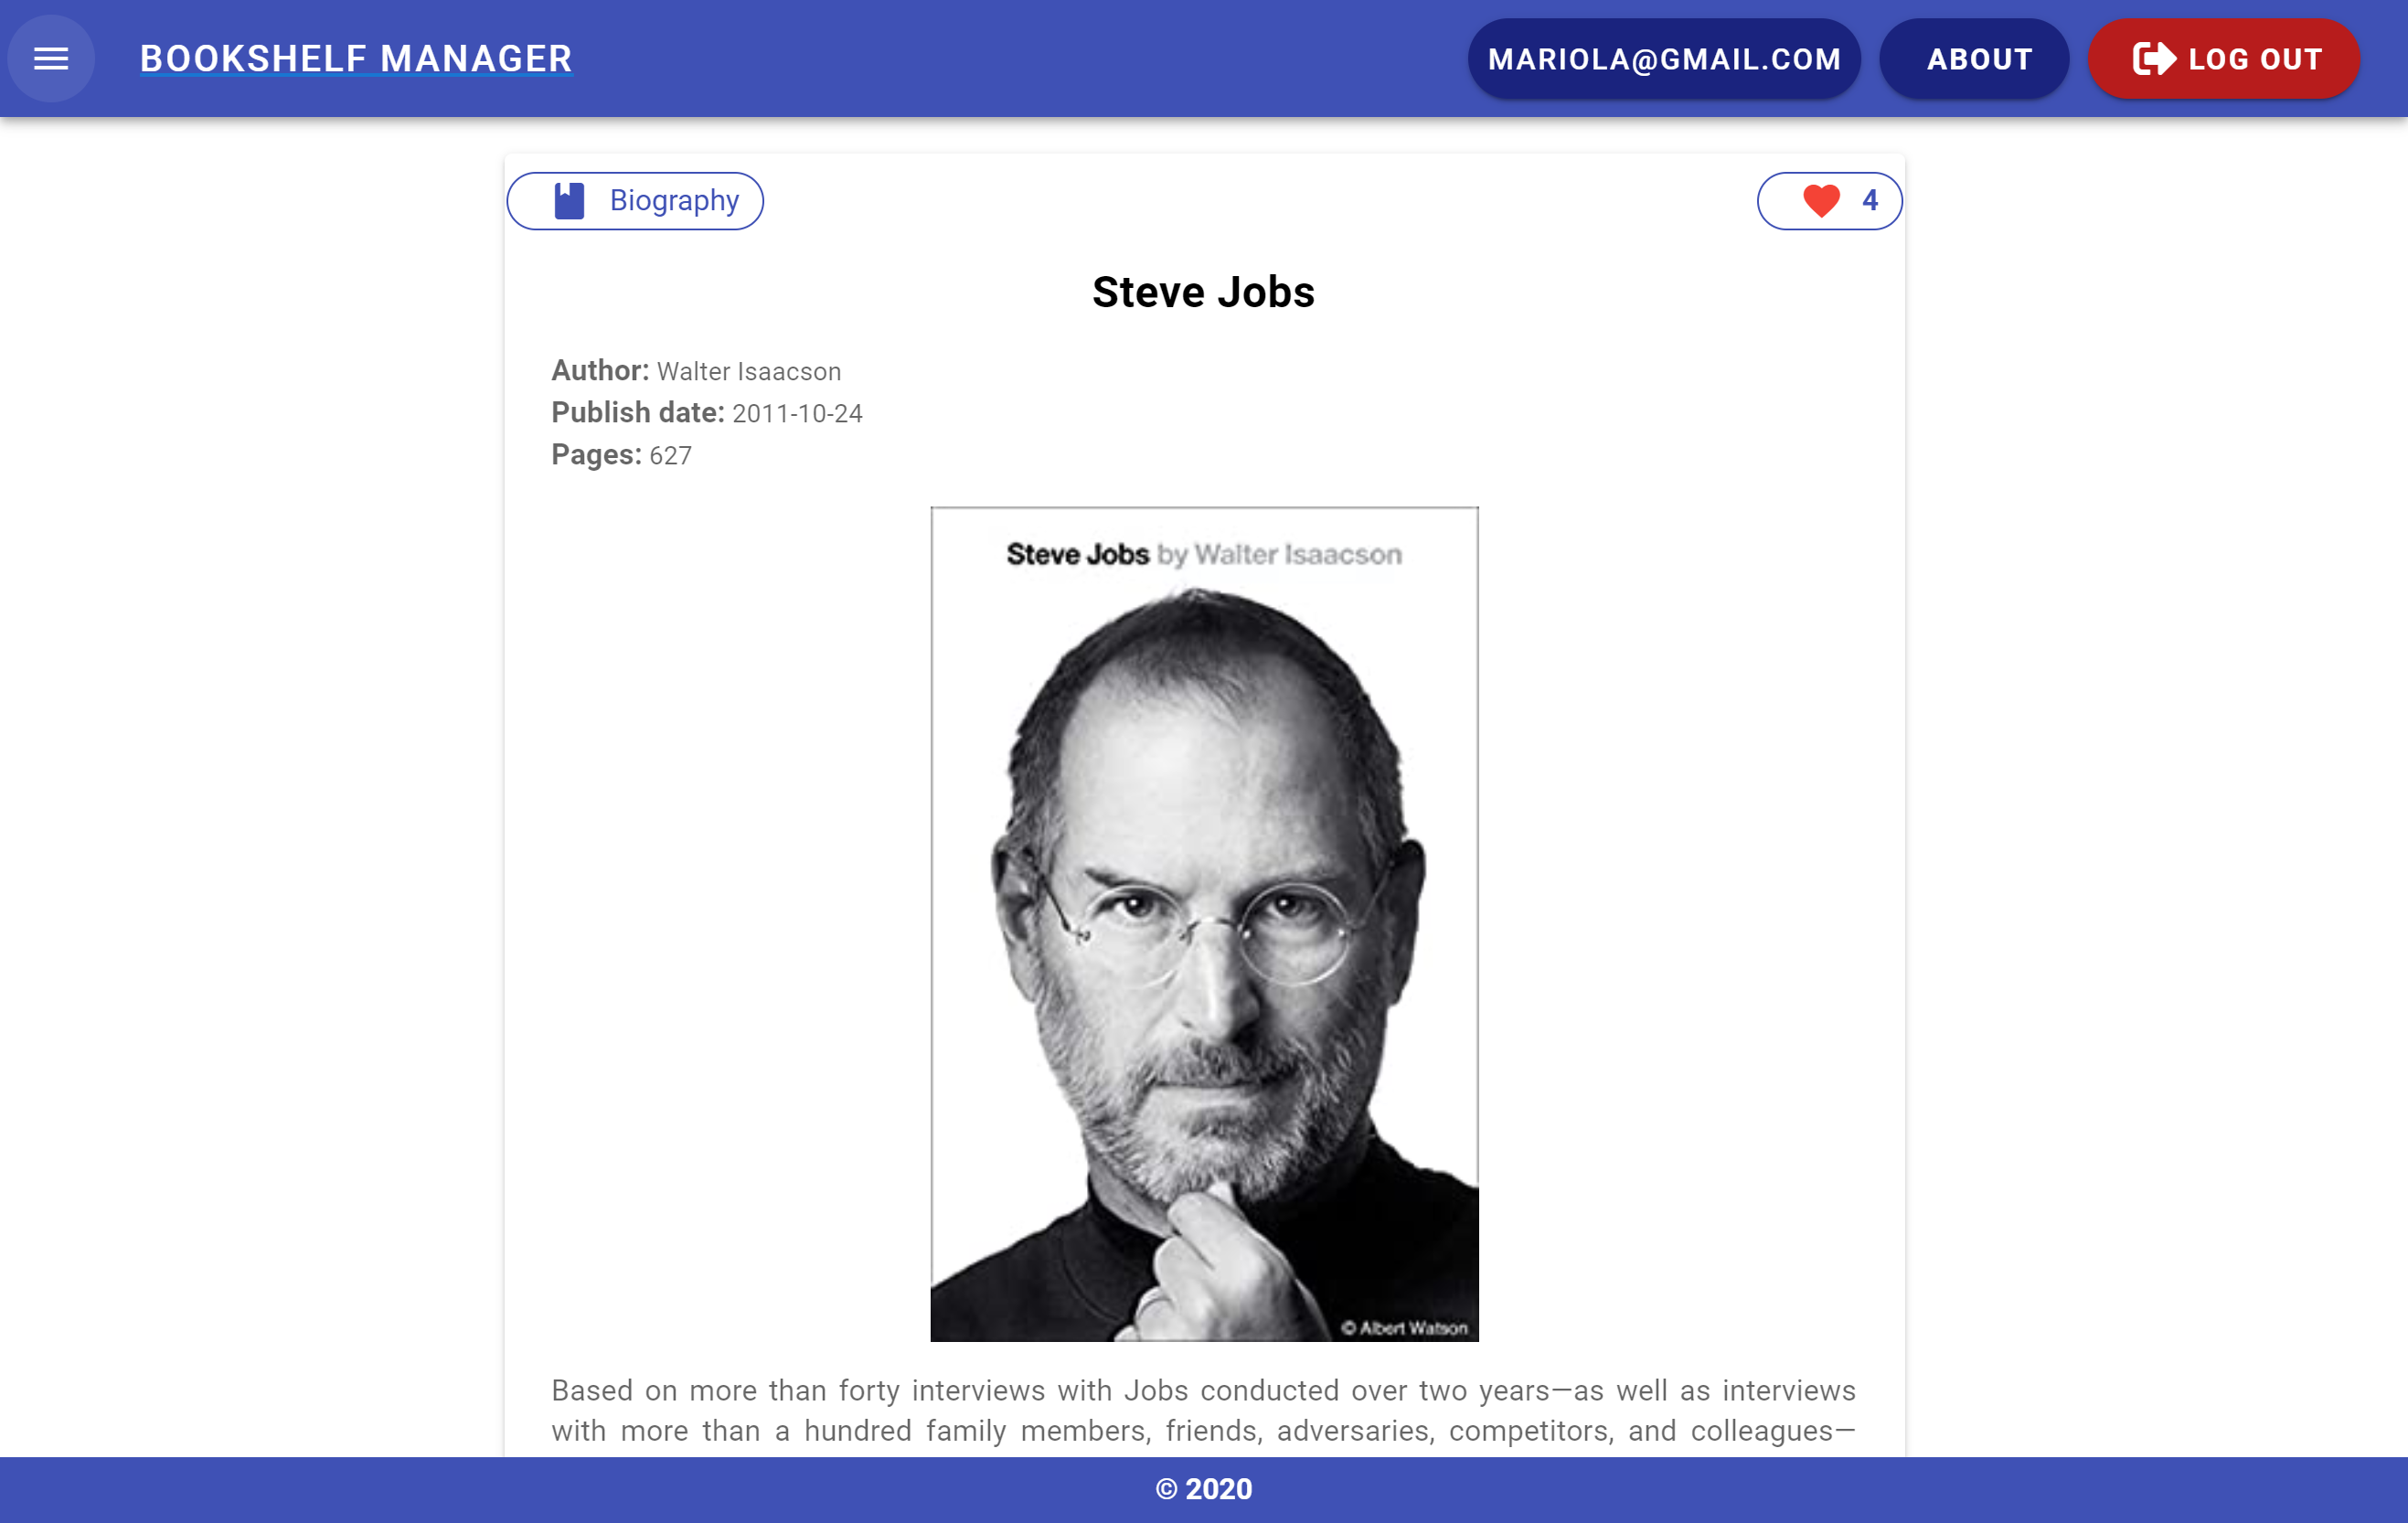 BOOKSHELF MANAGER
MARIOLA@GMAIL.COM
ABOUT
LOG OUT
Biography
4
Steve Jobs
Author: Walter Isaacson
Publish date: 2011-10-24
Pages: 627
Steve Jobs by Walter Isaacson
© Albert Watson
Based on more than forty interviews with Jobs conducted over two years—as well as interviews
with more than a hundred family members, friends, adversaries, competitors, and colleagues—
© 2020